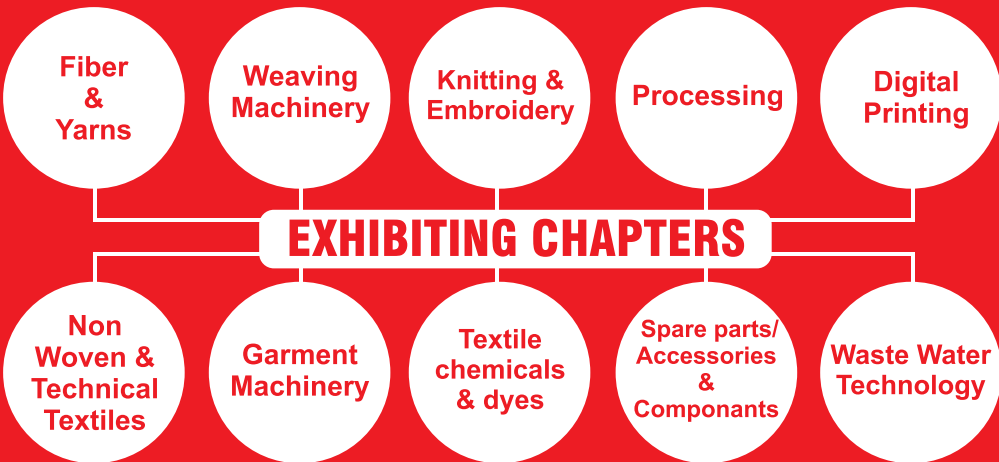 Fiber
&
Yarns
Weaving
Machinery
Knitting &
Embroidery
Processing
Digital
Printing
EXHIBITING CHAPTERS
Non
Woven &
Technical
Textiles
Garment
Machinery
Textile
chemicals
& dyes
Spare parts/
Accessories
&
Componants
Waste Water
Technology